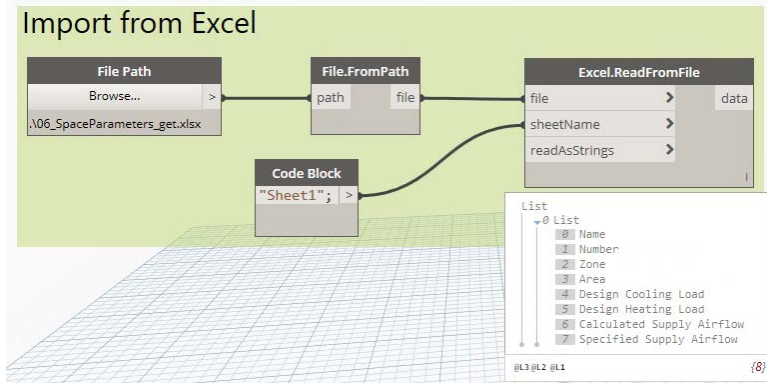 Import from Excel
File Path
Browse...
>
.\06_SpaceParameters_get.xlsx
File.FromPath
path file
Code Block
"Sheet1"; >
Excel.ReadFromFile
file > data
sheetName >
readAsStrings >
l
List
0 List
0 Name
1 Number
2 Zone
3 Area
4 Design Cooling Load
5 Design Heating Load
6 Calculated Supply Airflow
7 Specified Supply Airflow
@L3 @L2 @L1 {8}